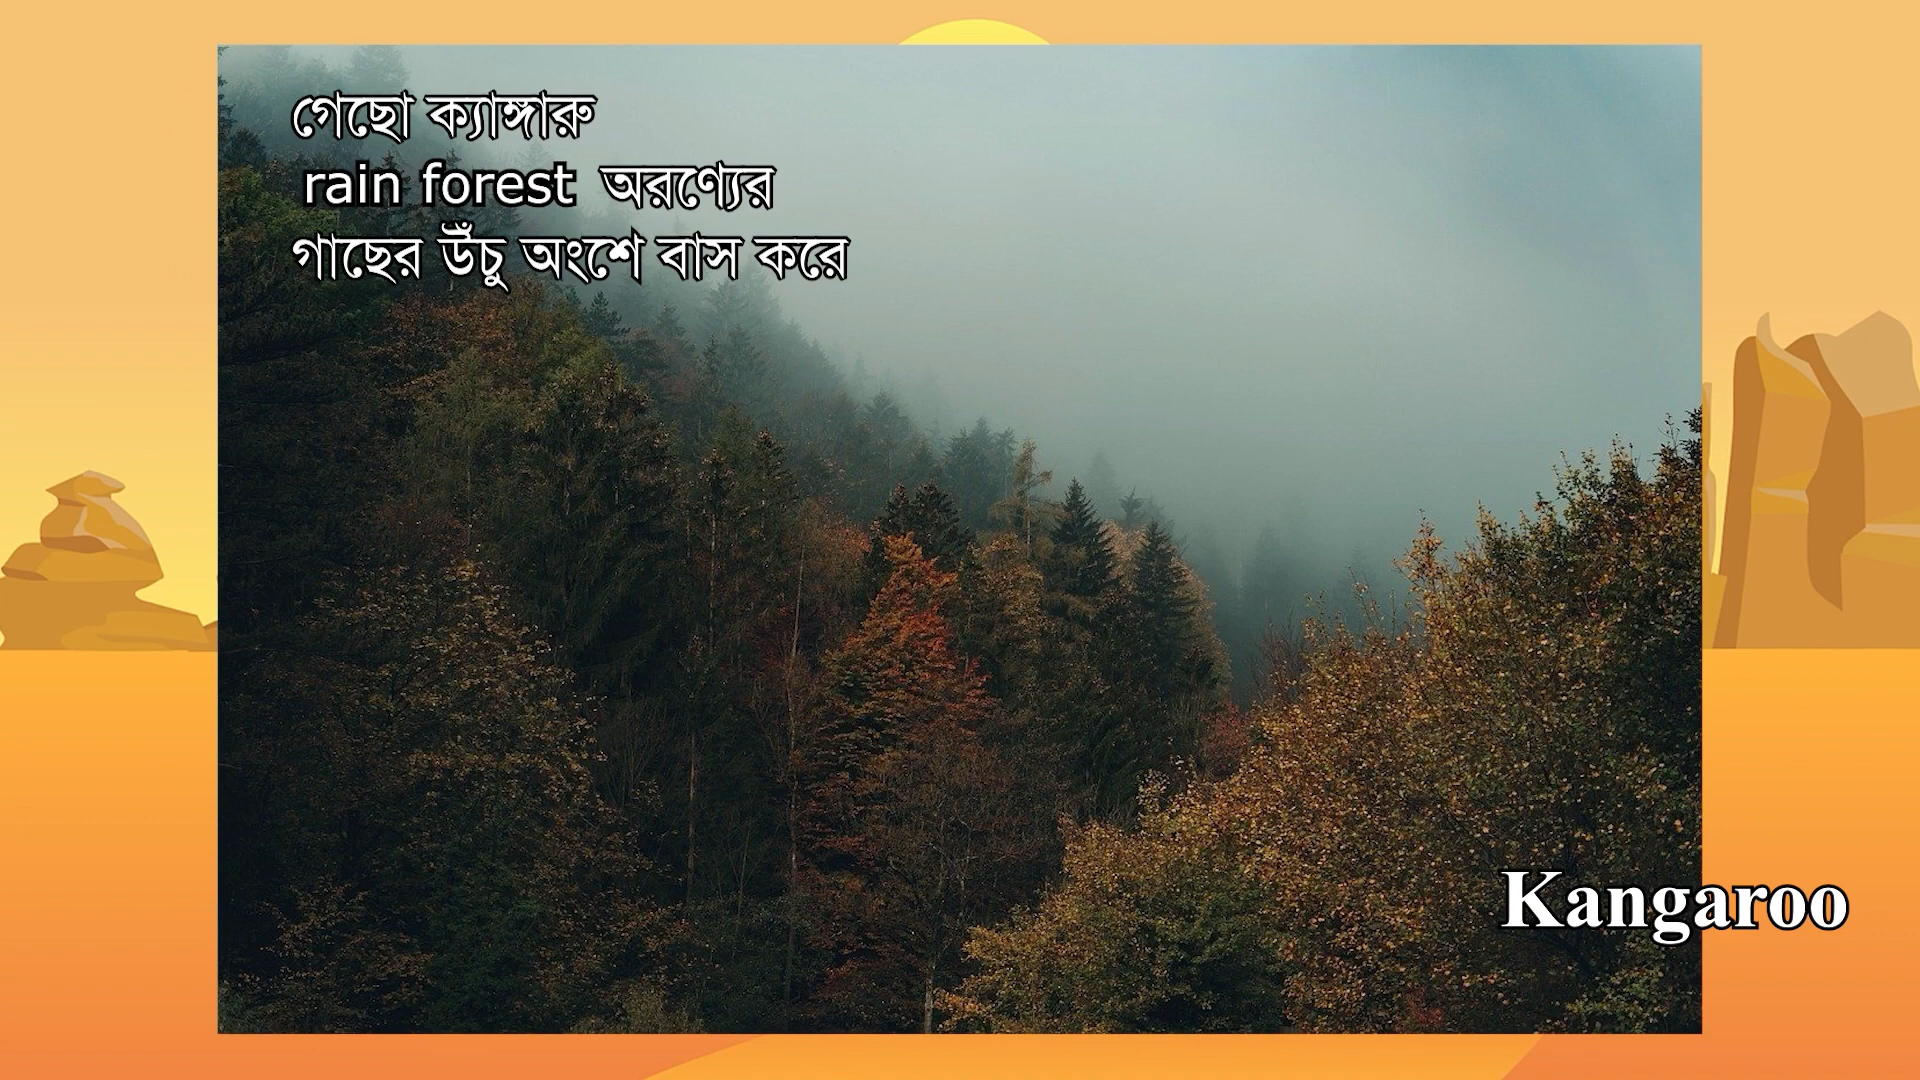 গেছো ক্যাঙ্গারু
rain forest অরণ্যের
গাছের উঁচু অংশে বাস করে
Kangaroo